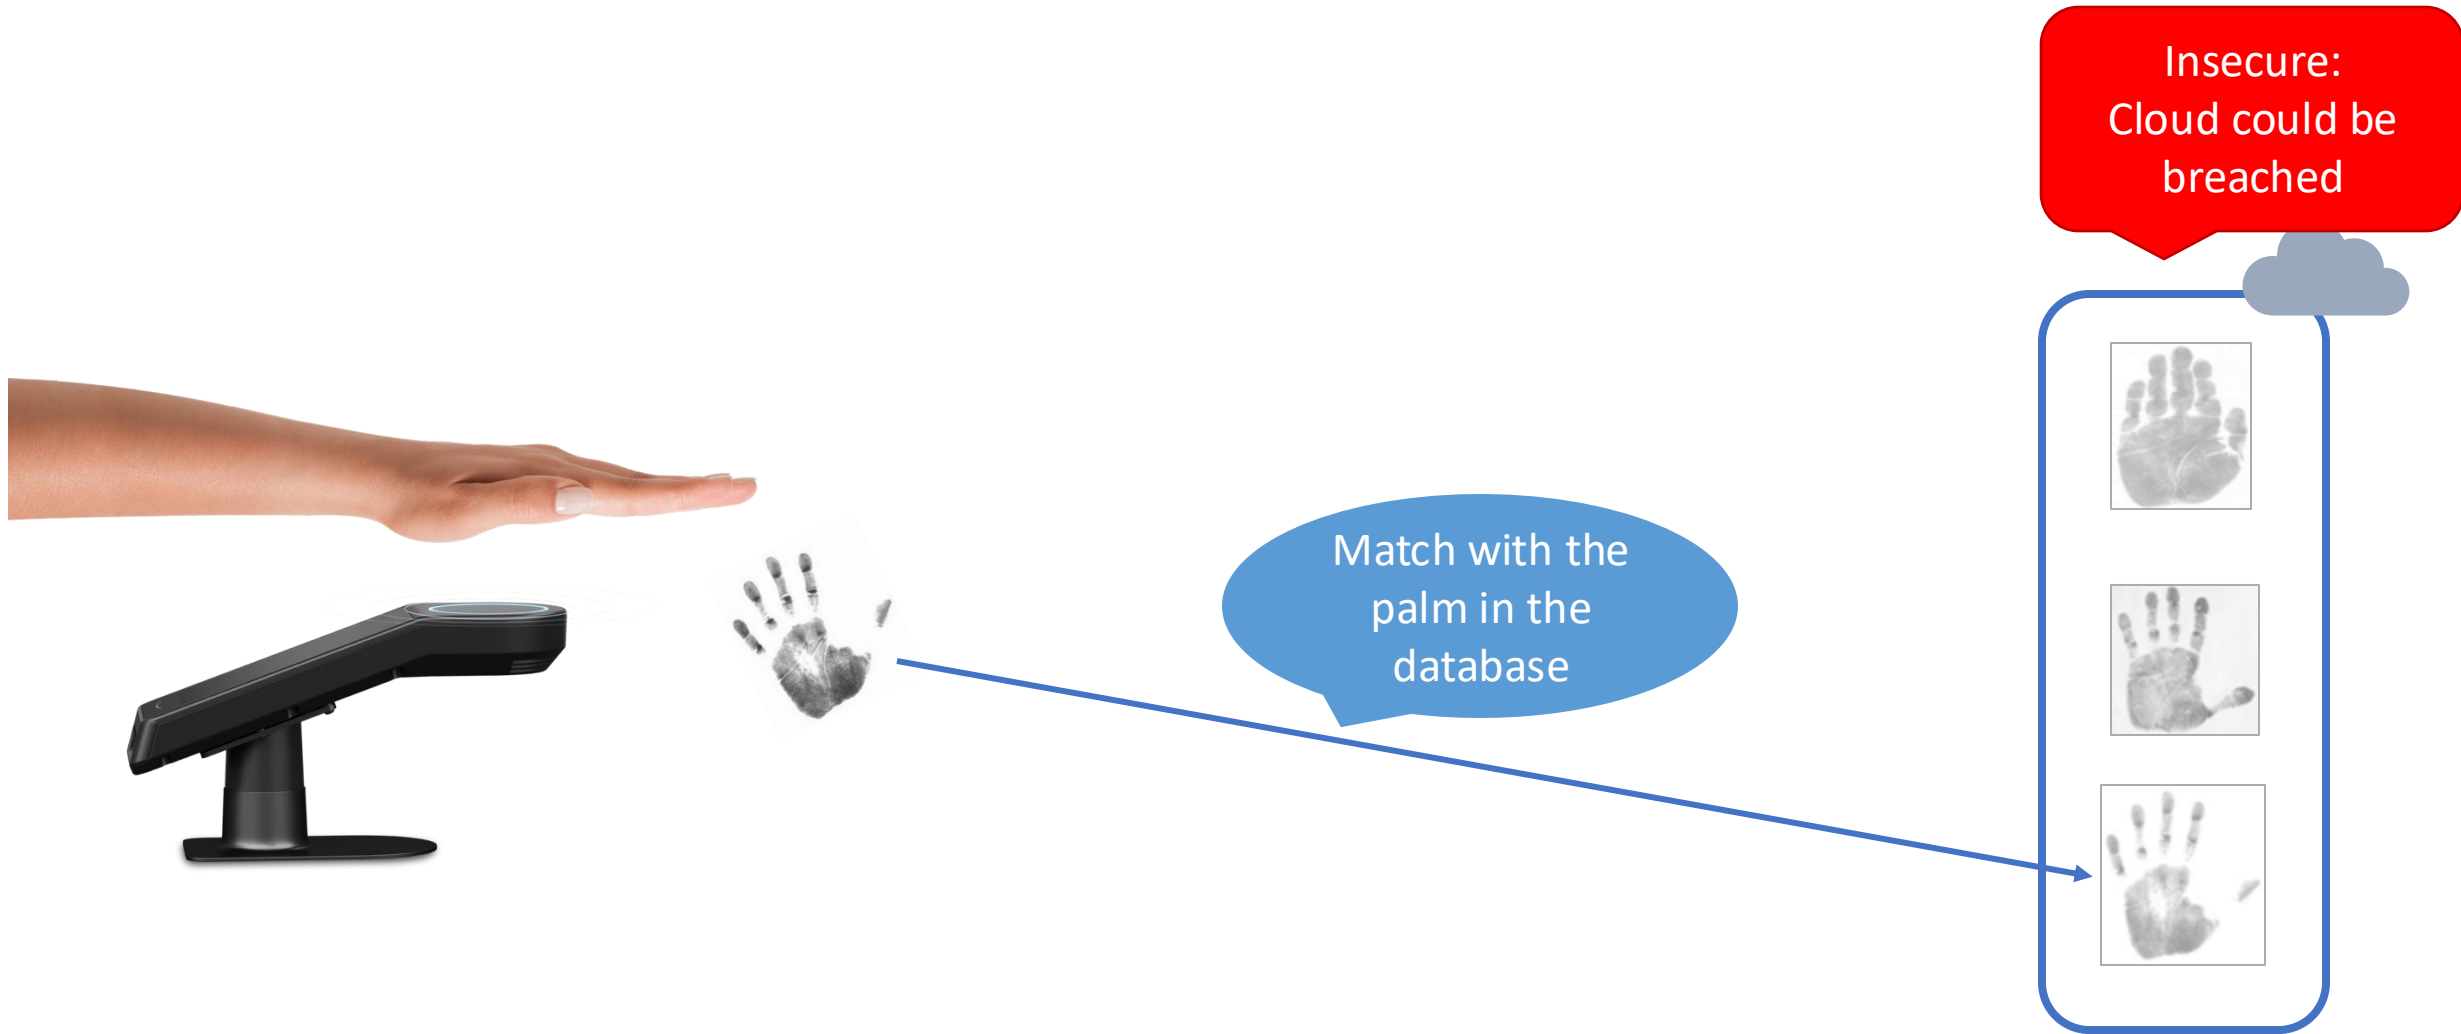 Insecure:
Cloud could be
breached
Match with the
palm in the
database